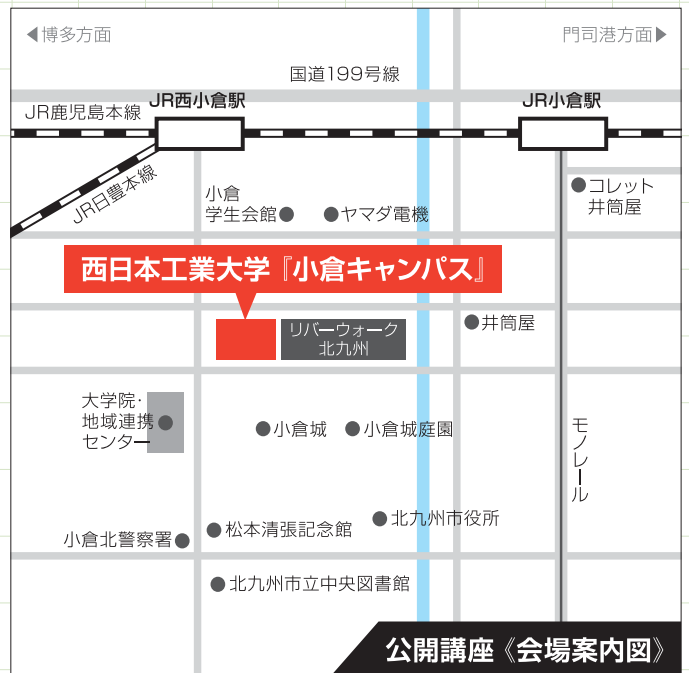 ◀博多方面
門司港方面▶
国道199号線
JR西小倉駅
JR小倉駅
JR鹿児島本線
JR日豊本線
小倉
学生会館
ヤマダ電機
コレット
井筒屋
西日本工業大学『小倉キャンパス』
リバーウォーク
北九州
井筒屋
大学院・
地域連携
センター
小倉城
小倉城庭園
モノレール
北九州市役所
松本清張記念館
小倉北警察署
北九州市立中央図書館
公開講座《会場案内図》